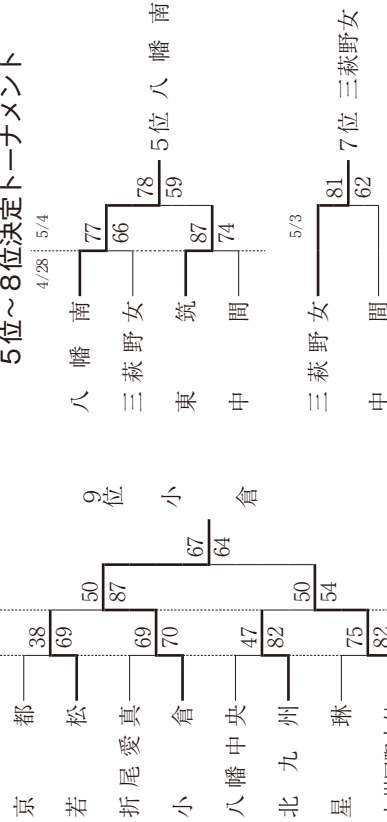 5位～8位決定トーナメント
4/28
5/4
八幡南
三萩野女
東筑
中間
77
66
87
74
78
59
5位 八幡南
5/3
三萩野女
中間
81
62
7位 三萩野女
京都
若松
折尾愛真
小倉
八幡中央
北九州
星琳
38
69
69
70
47
82
75
82
50
87
50
54
67
64
9位 小倉